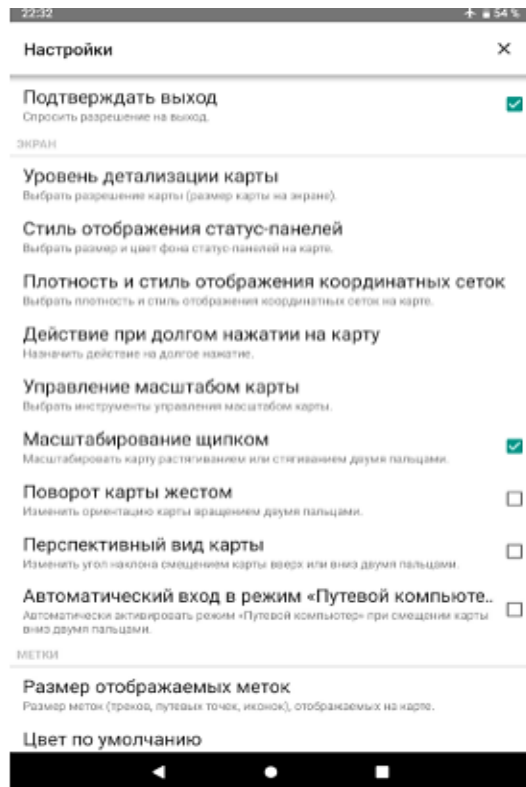 22:32
54 %
Настройки
Подтверждать выход
Спросить разрешение на выход.
ЭКРАН
Уровень детализации карты
Выбрать разрешение карты (размер карты на экране).
Стиль отображения статус-панелей
Выбрать размер и цвет фона статус-панелей на карте.
Плотность и стиль отображения координатных сеток
Выбрать плотность и стиль отображения координатных сеток на карте.
Действие при долгом нажатии на карту
Назначить действие на долгое нажатие.
Управление масштабом карты
Выбрать инструменты управления масштабом карты.
Масштабирование щипком
Масштабировать карту растягиванием или стягиванием двумя пальцами.
Поворот карты жестом
Изменить ориентацию карты вращением двумя пальцами.
Перспективный вид карты
Изменить угол наклона смещением карты вверх или вниз двумя пальцами.
Автоматический вход в режим «Путевой компьюте..
Автоматически активировать режим «Путевой компьютер» при смещении карты
вниз двумя пальцами.
МЕТКИ
Размер отображаемых меток
Размер меток (треков, путевых точек, иконок), отображаемых на карте.
Цвет по умолчанию